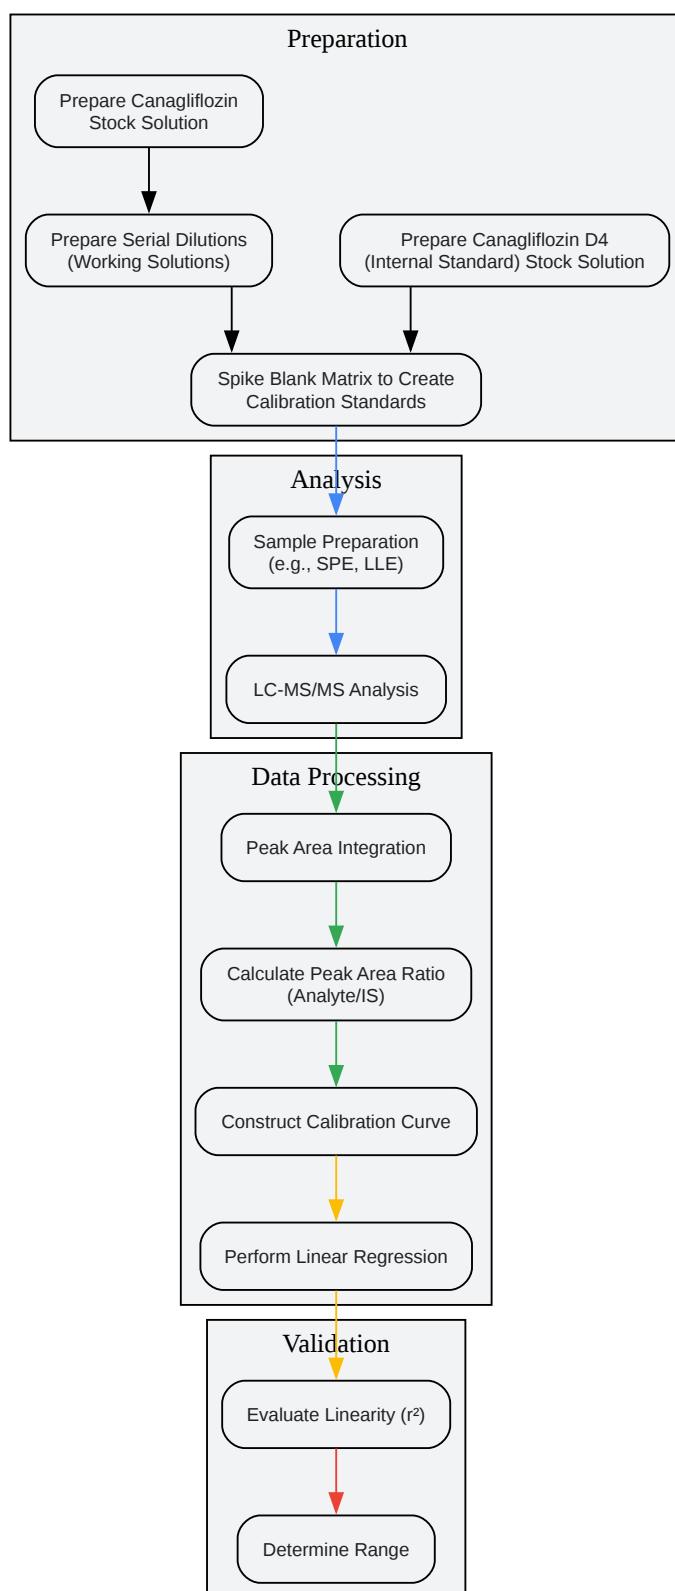 Preparation
Prepare Canagliflozin
Stock Solution
Prepare Serial Dilutions
(Working Solutions)
Prepare Canagliflozin D4
(Internal Standard) Stock Solution
Spike Blank Matrix to Create
Calibration Standards
Analysis
Sample Preparation
(e.g., SPE, LLE)
LC-MS/MS Analysis
Data Processing
Peak Area Integration
Calculate Peak Area Ratio
(Analyte/IS)
Construct Calibration Curve
Perform Linear Regression
Validation
Evaluate Linearity (r²)
Determine Range